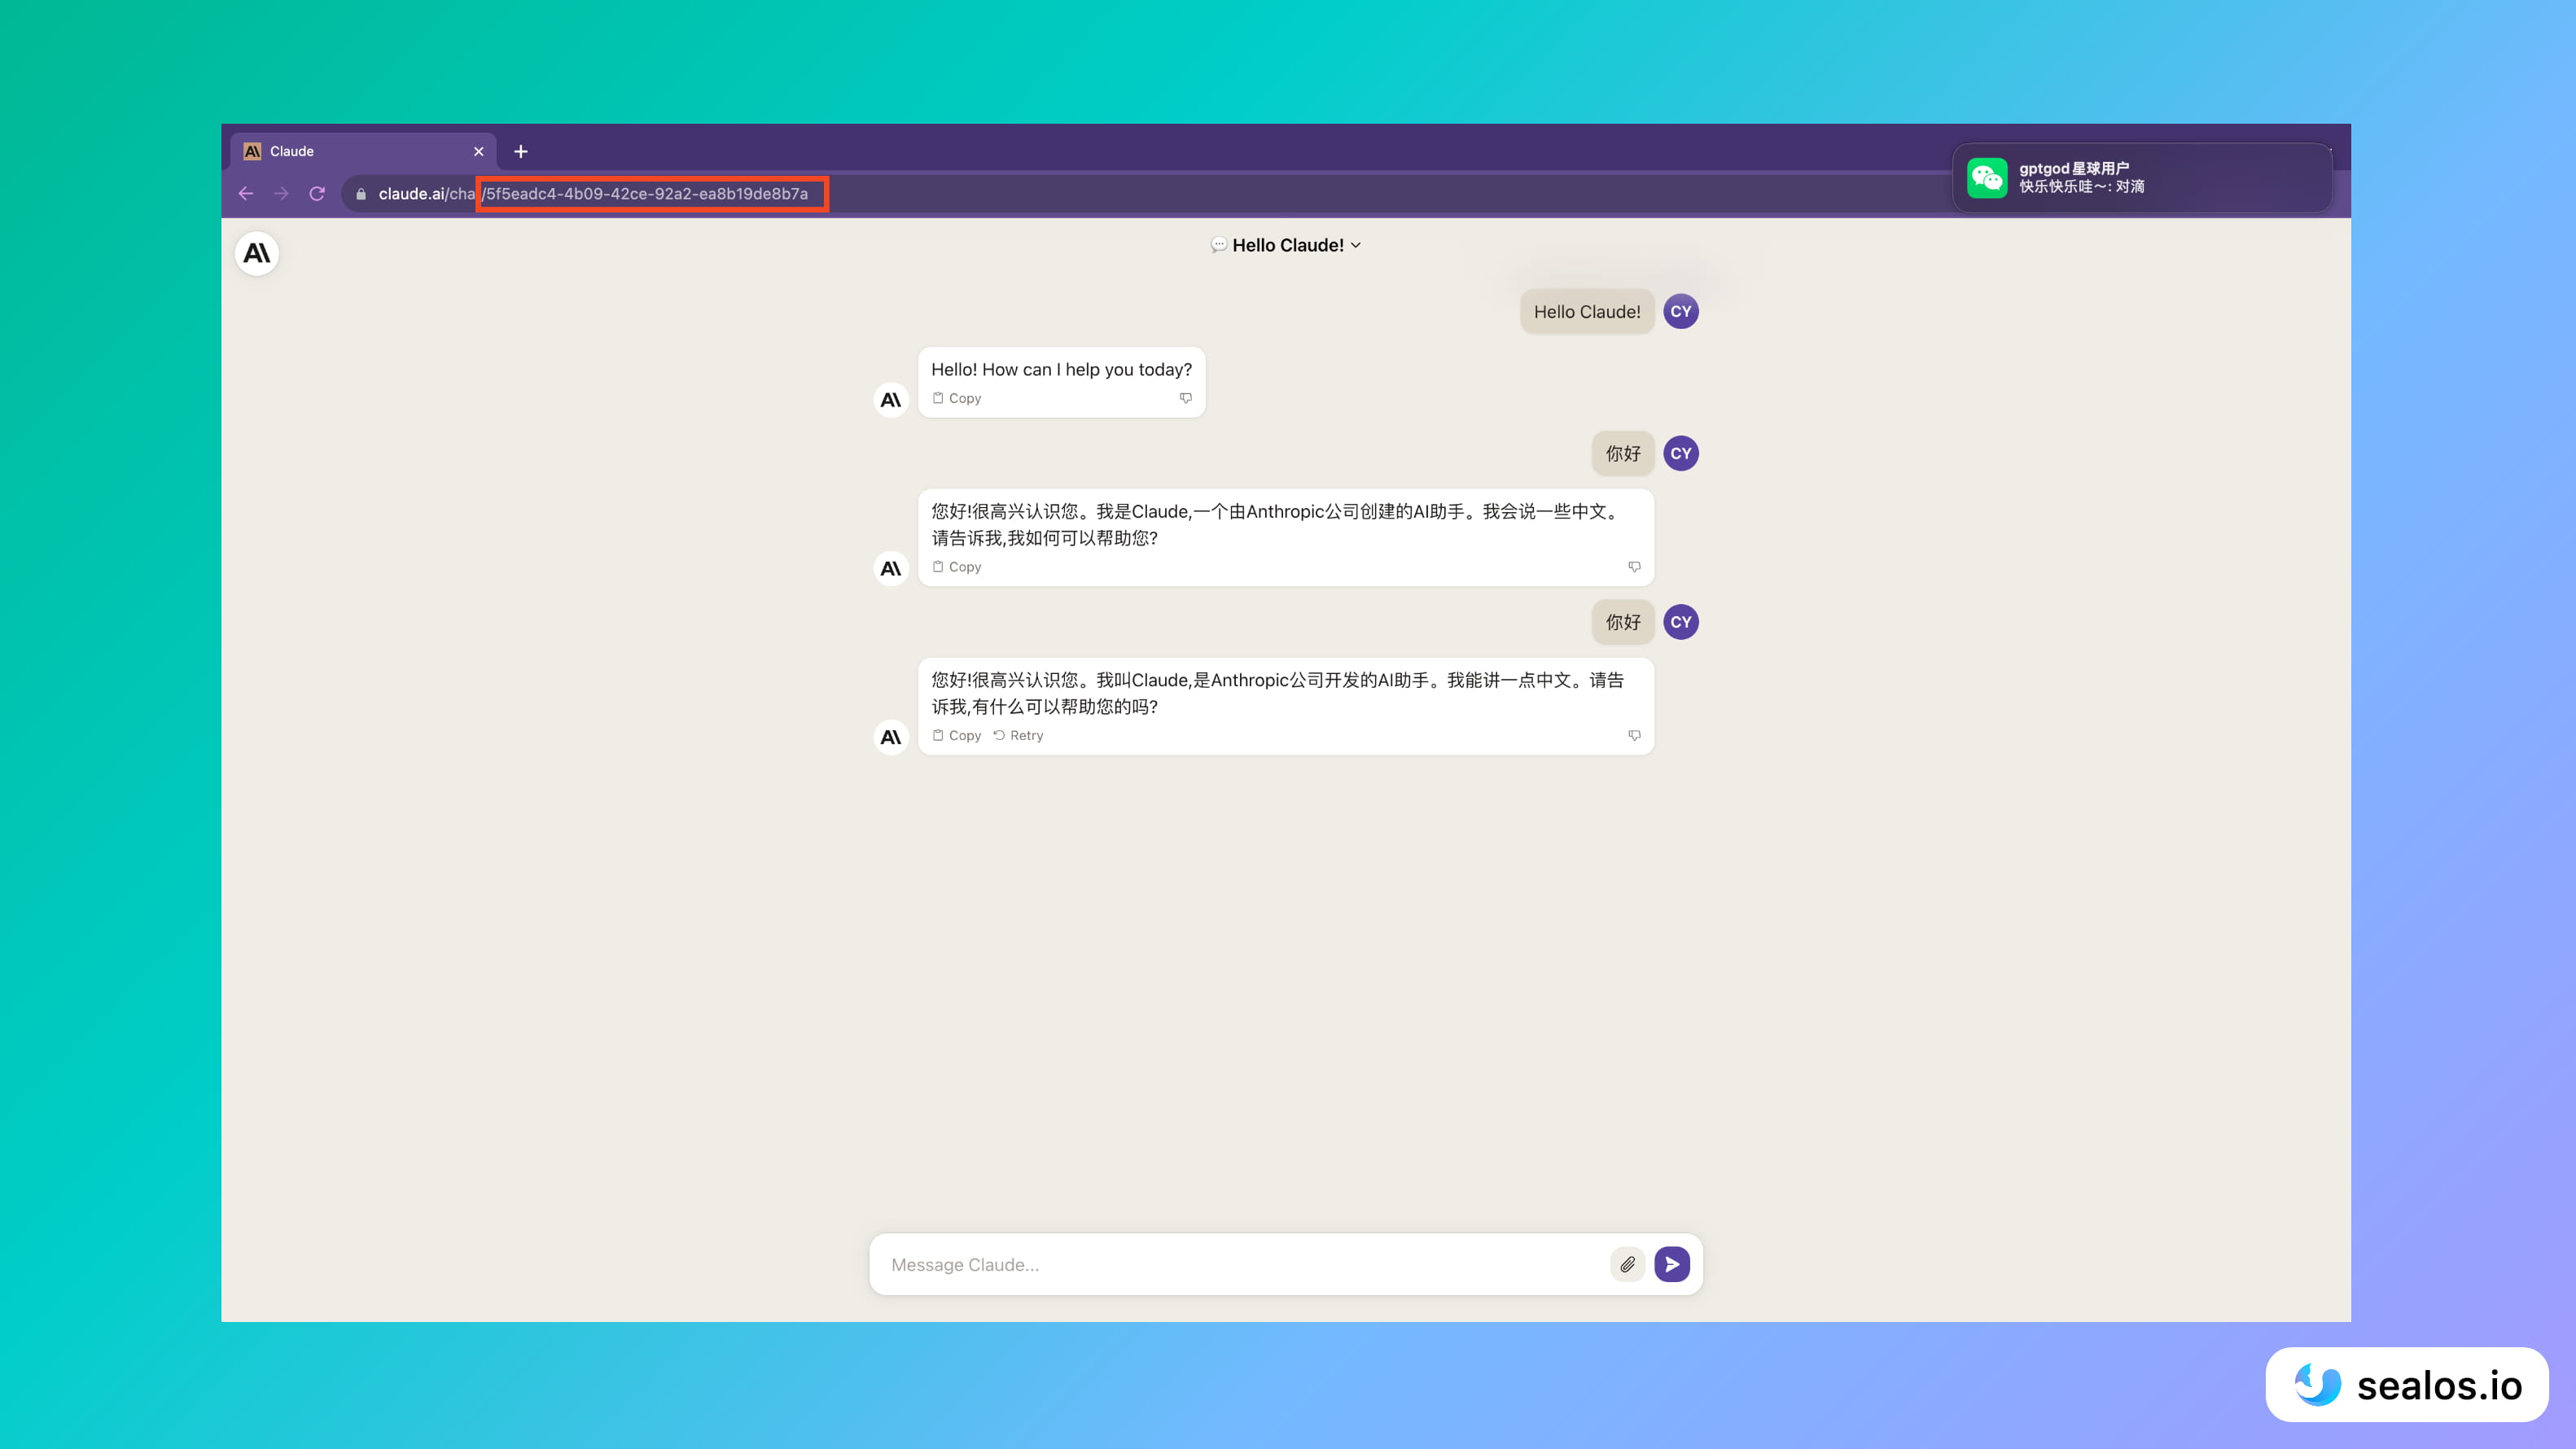 Claude
gptgod 星球用户
快乐快乐哇～: 对滴
claude.ai/cha/5f5eadc4-4b09-42ce-92a2-ea8b19de8b7a
Hello Claude!
Hello Claude!
CY
Hello! How can I help you today?
Copy
你好
CY
您好!很高兴认识您。我是Claude,一个由Anthropic公司创建的AI助手。我会说一些中文。
请告诉我,我如何可以帮助您?
Copy
你好
CY
您好!很高兴认识您。我叫Claude,是Anthropic公司开发的AI助手。我能讲一点中文。请告
诉我,有什么可以帮助您的吗?
Copy Retry
Message Claude...
sealos.io